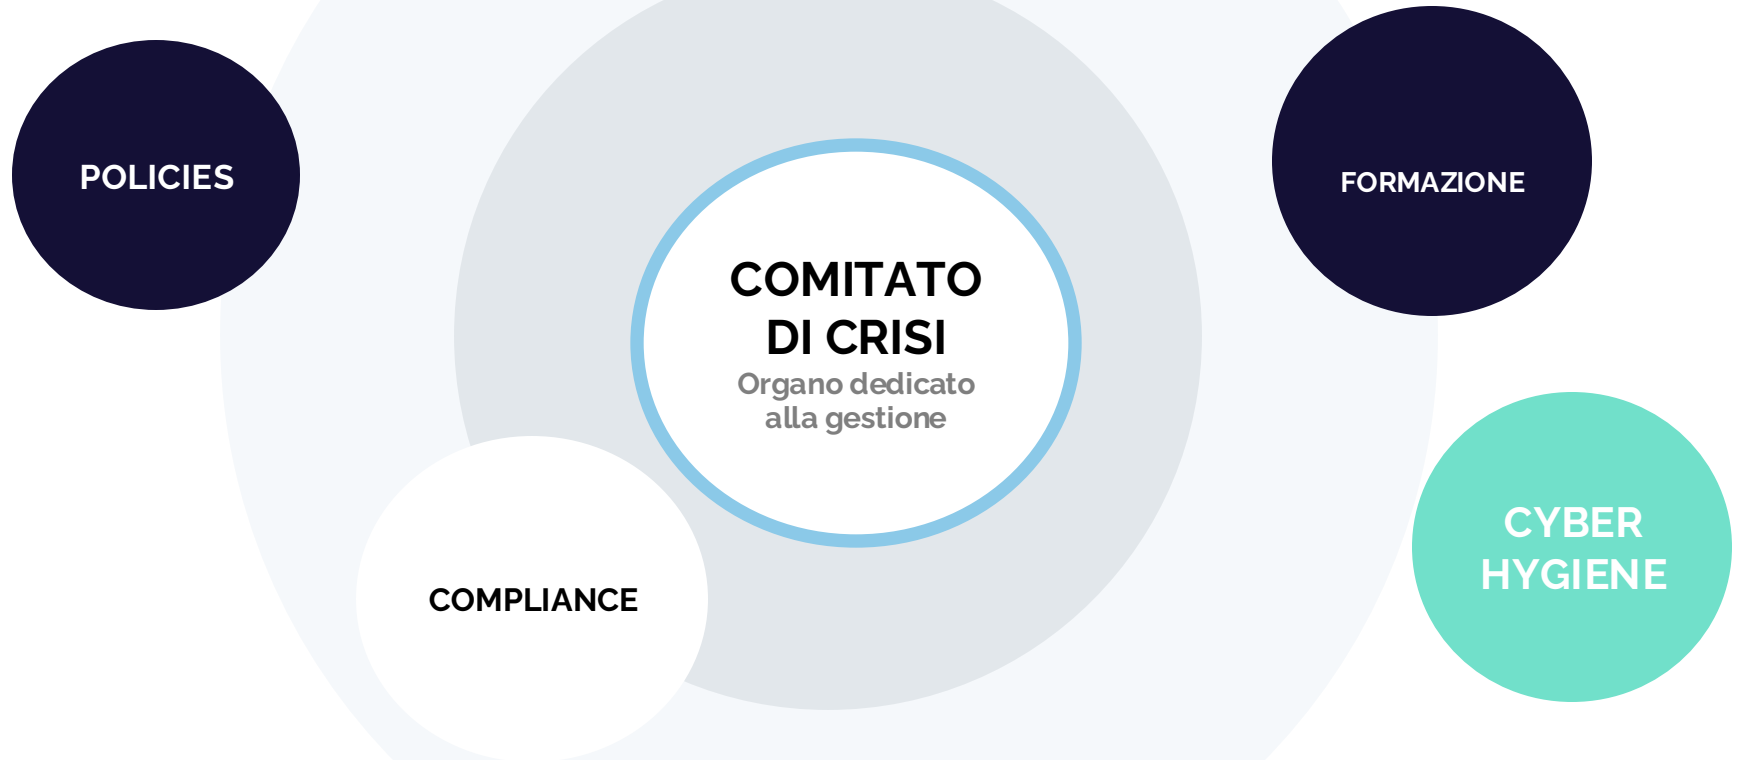 POLICIES
FORMAZIONE
COMITATO
DI CRISI
Organo dedicato
alla gestione
CYBER
HYGIENE
COMPLIANCE